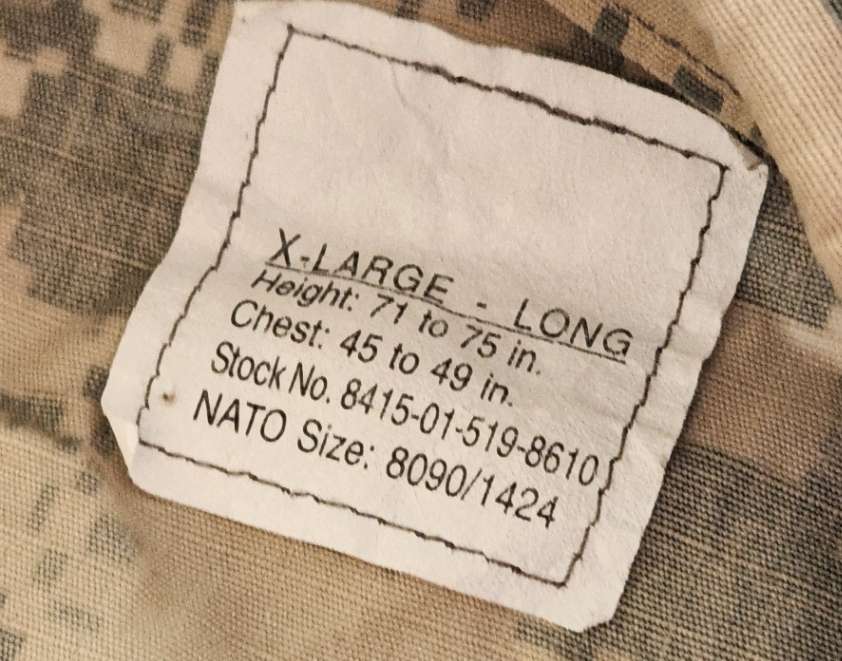 X-LARGE - LONG
Height: 71 to 75 in.
Chest: 45 to 49 in.
Stock No. 8415-01-519-8610
NATO Size: 8090/1424